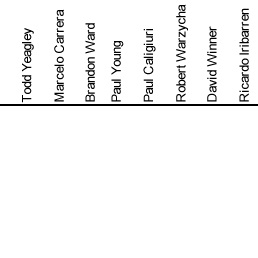 Todd Yeagley
Marcelo Carrera
Brandon Ward
Paul Young
Paul Caligiuri
Robert Warzycha
David Winner
Ricardo Iribarren